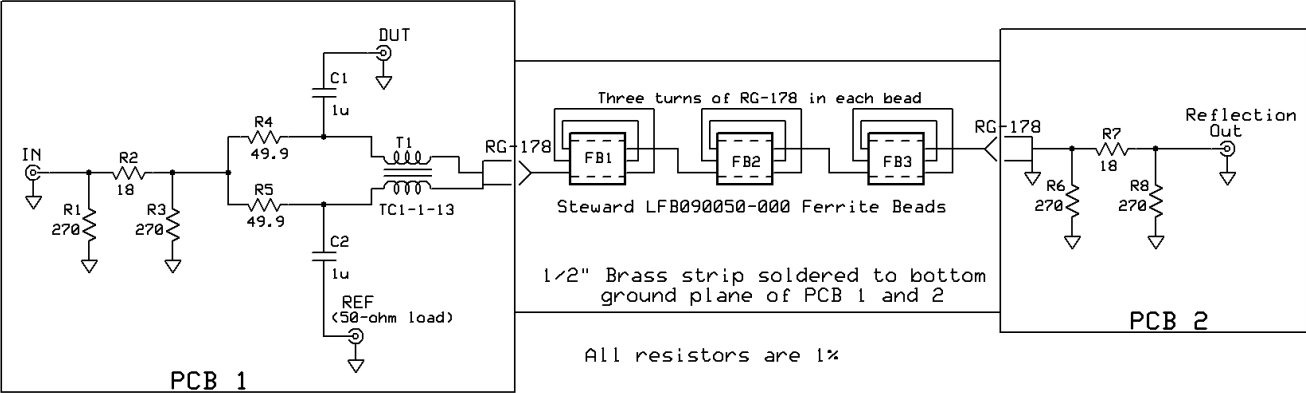 DUT
C1
1u
R4
49.9
T1
RG-178
Three turns of RG-178 in each bead
RG-178
Reflection
Out
IN
R2
18
R5
49.9
TC1-1-13
FB1
FB2
FB3
R7
18
R1
270
R3
270
Steward LFB090050-000 Ferrite Beads
R6
270
R8
270
C2
1u
REF
(50-ohm load)
1/2" Brass strip soldered to bottom
ground plane of PCB 1 and 2
PCB 2
All resistors are 1%
PCB 1